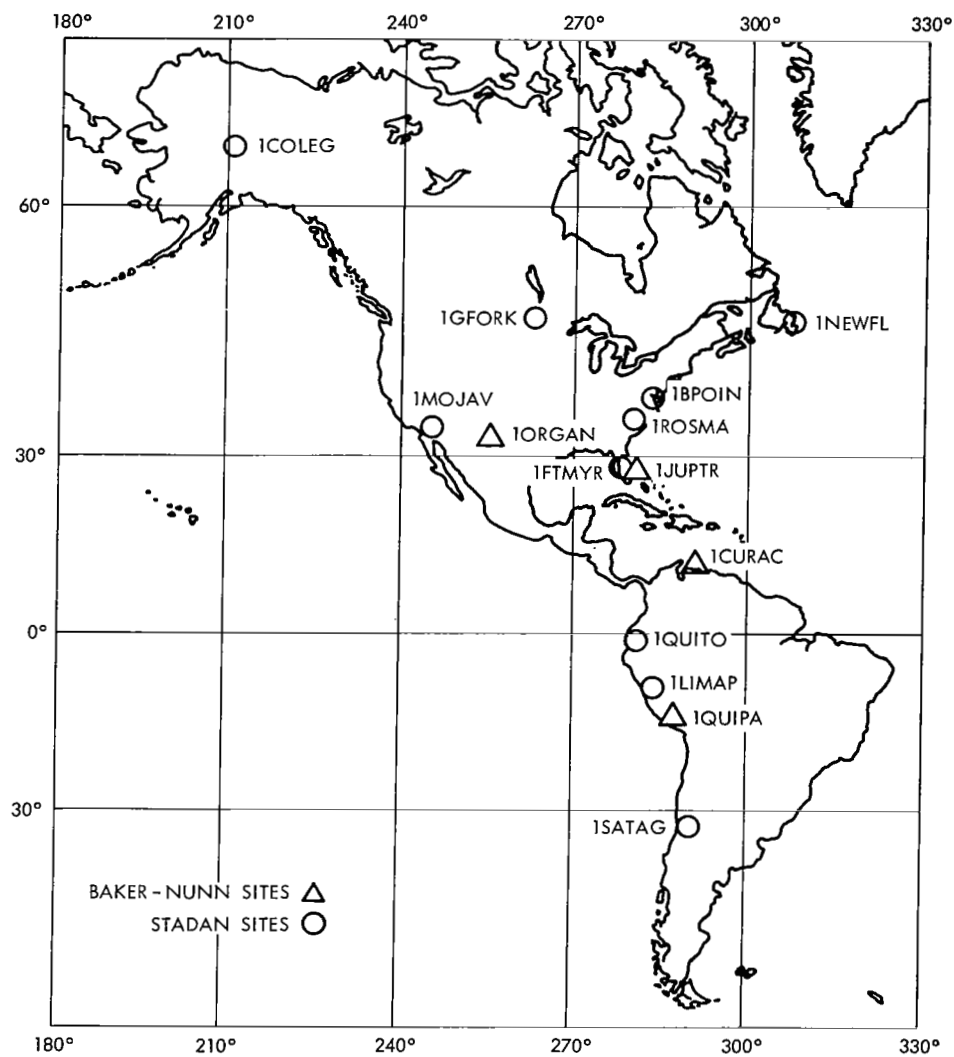 180° 210° 240° 270° 300° 330°
1COLEG
60°
1GFORK
1NEWFL
1BPOIN
1MOJAV
1ROSMA
1ORGAN
30°
1FTMYR
1JUPTR
1CURAC
0°
1QUITO
1LIMAP
1QUIPA
30°
1SATAG
BAKER-NUNN SITES
STADAN SITES
180° 210° 240° 270° 300° 330°